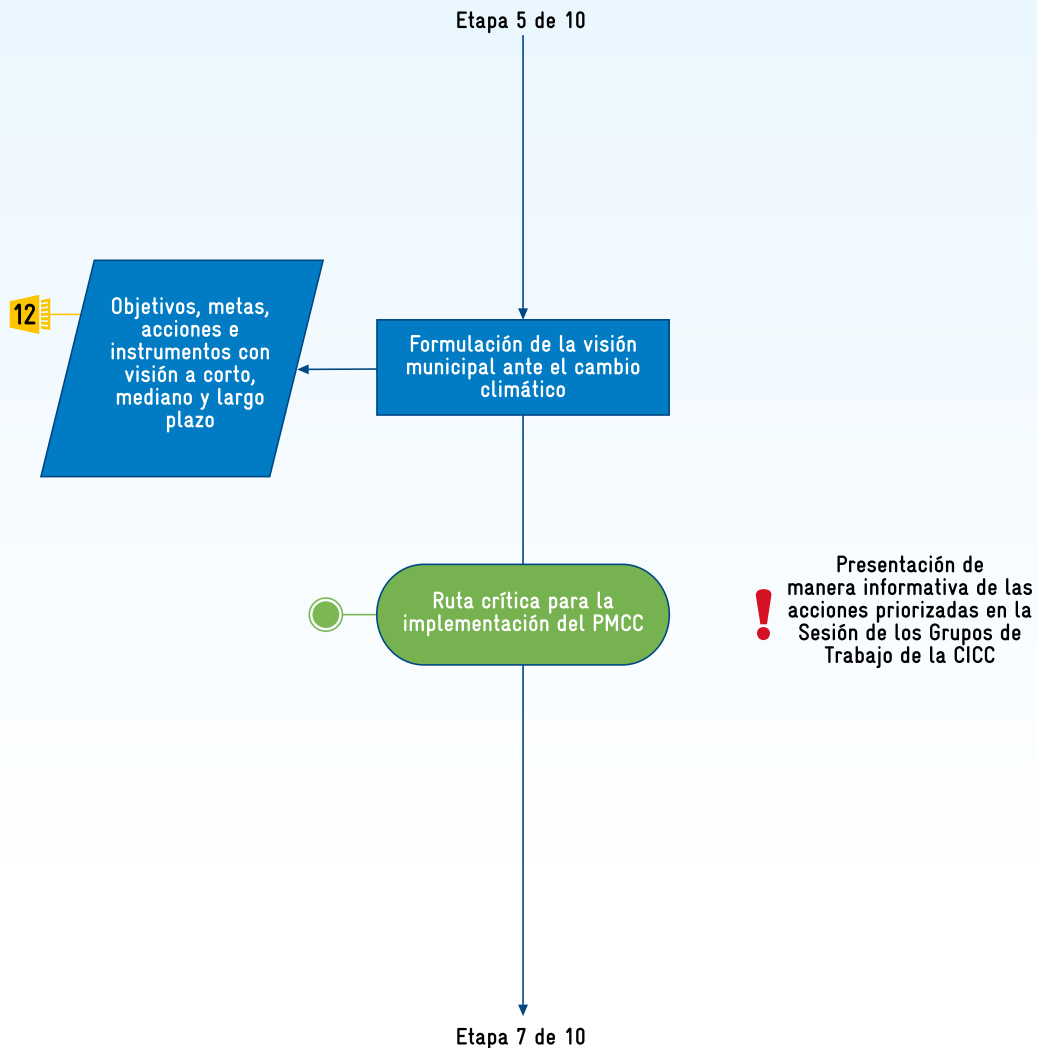 Etapa 5 de 10
12
Objetivos, metas,
acciones e
instrumentos con
visión a corto,
mediano y largo
plazo
Formulación de la visión
municipal ante el cambio
climático
Ruta crítica para la
implementación del PMCC
!
Presentación de
manera informativa de las
acciones priorizadas en la
Sesión de los Grupos de
Trabajo de la CICC
Etapa 7 de 10